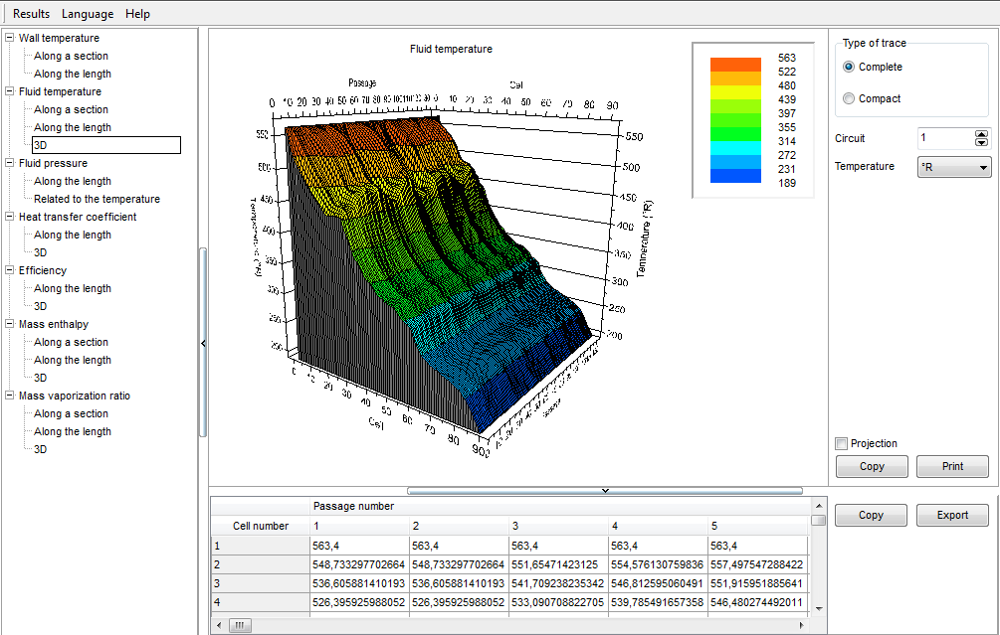 Results Language Help
Wall temperature
Along a section
Along the length
Fluid temperature
Along a section
Along the length
3D
Fluid pressure
Along the length
Related to the temperature
Heat transfer coefficient
Along the length
3D
Efficiency
Along the length
3D
Mass enthalpy
Along a section
Along the length
3D
Mass vaporization ratio
Along a section
Along the length
3D
Fluid temperature
Passage
Cell
0 10 20 30 40 50 60 70 80 90
0 10 20 30 40 50 60 70 80 90
550
500
450
400
350
300
250
200
Temperature (°R)
550
500
450
400
350
300
250
200
0 10 20 30 40 50 60 70 80 90
Cell
563
522
480
439
397
355
314
272
231
189
Type of trace
Complete
Compact
Circuit 1
Temperature °R
Projection
Copy Print
Copy Export
Passage number
Cell number 1 2 3 4 5
1 563,4 563,4 563,4 563,4 563,4
2 548,733297702664 548,733297702664 551,65471423125 554,576130759836 557,497547288422
3 536,605881410193 536,605881410193 541,709238235342 546,812595060491 551,915951885641
4 526,395925988052 526,395925988052 533,090708822705 539,785491657358 546,480274492011